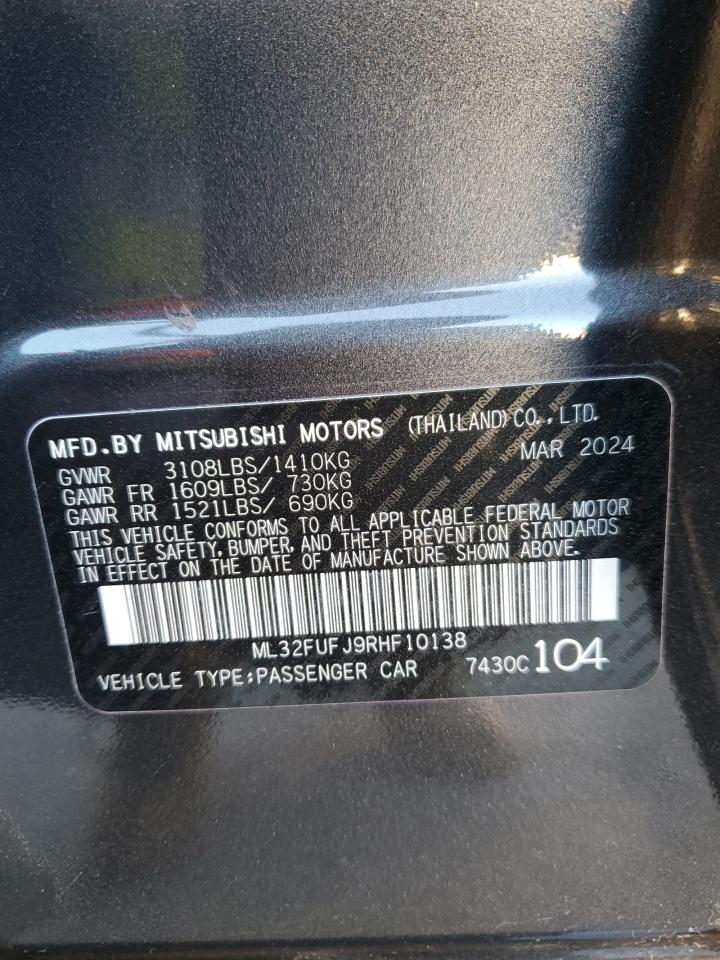 MFD.BY MITSUBISHI MOTORS (THAILAND) CO., LTD.
GVWR 3108LBS/1410KG MAR 2024
GAWR FR 1609LBS/ 730KG
GAWR RR 1521LBS/ 690KG
THIS VEHICLE CONFORMS TO ALL APPLICABLE FEDERAL MOTOR
VEHICLE SAFETY, BUMPER, AND THEFT PREVENTION STANDARDS
IN EFFECT ON THE DATE OF MANUFACTURE SHOWN ABOVE.
ML32FUFJ9RHF10138
VEHICLE TYPE:PASSENGER CAR 7430C 104